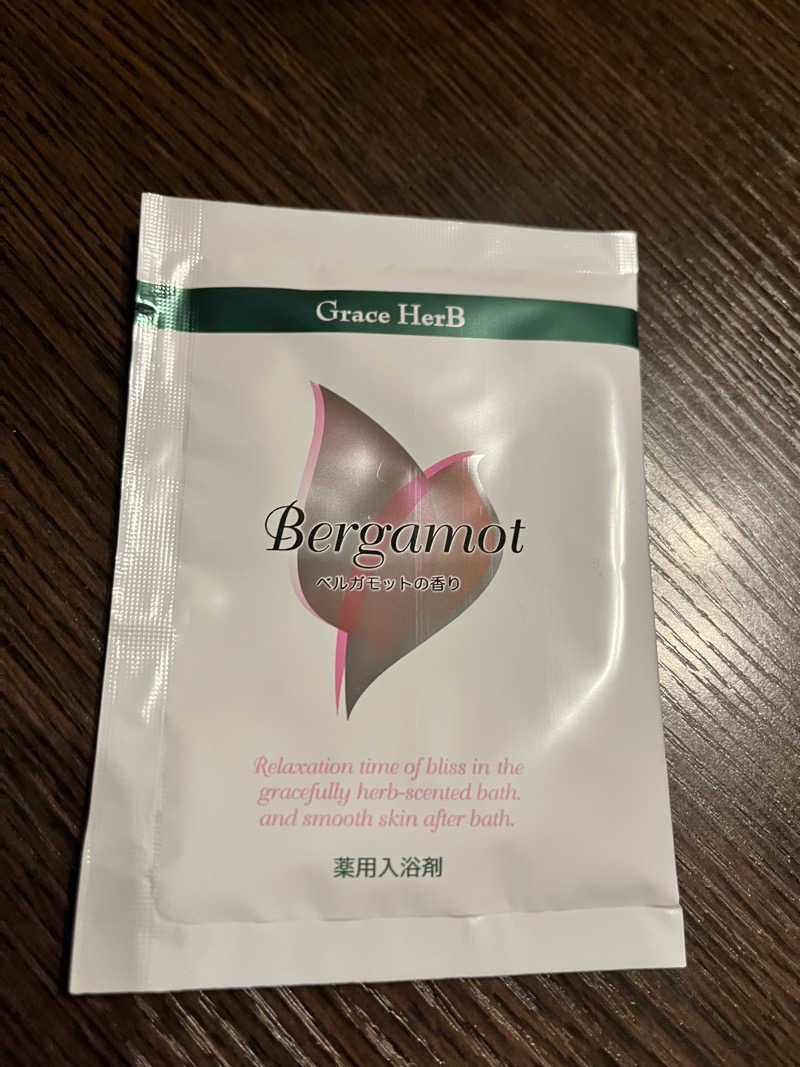 Grace HerB
Bergamot
ベルガモットの香り
Relaxation time of bliss in the
gracefully herb-scented bath.
and smooth skin after bath.
薬用入浴剤